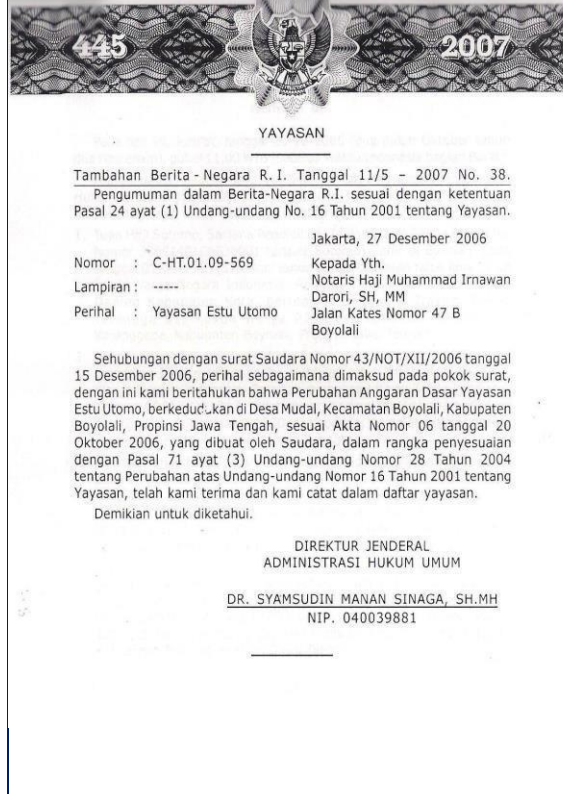 445 2007
YAYASAN
Tambahan Berita - Negara R. I. Tanggal 11/5 – 2007 No. 38.
Pengumuman dalam Berita-Negara R.I. sesuai dengan ketentuan
Pasal 24 ayat (1) Undang-undang No. 16 Tahun 2001 tentang Yayasan.
Jakarta, 27 Desember 2006
Nomor : C-HT.01.09-569
Kepada Yth.
Lampiran : -----
Notaris Haji Muhammad Irnawan
Darori, SH, MM
Perihal : Yayasan Estu Utomo
Jalan Kates Nomor 47 B
Boyolali
Sehubungan dengan surat Saudara Nomor 43/NOT/XII/2006 tanggal
15 Desember 2006, perihal sebagaimana dimaksud pada pokok surat,
dengan ini kami beritahukan bahwa Perubahan Anggaran Dasar Yayasan
Estu Utomo, berkedudukan di Desa Mudal, Kecamatan Boyolali, Kabupaten
Boyolali, Propinsi Jawa Tengah, sesuai Akta Nomor 06 tanggal 20
Oktober 2006, yang dibuat oleh Saudara, dalam rangka penyesuaian
dengan Pasal 71 ayat (3) Undang-undang Nomor 28 Tahun 2004
tentang Perubahan atas Undang-undang Nomor 16 Tahun 2001 tentang
Yayasan, telah kami terima dan kami catat dalam daftar yayasan.
Demikian untuk diketahui.
DIREKTUR JENDERAL
ADMINISTRASI HUKUM UMUM
DR. SYAMSUDIN MANAN SINAGA, SH.MH
NIP. 040039881